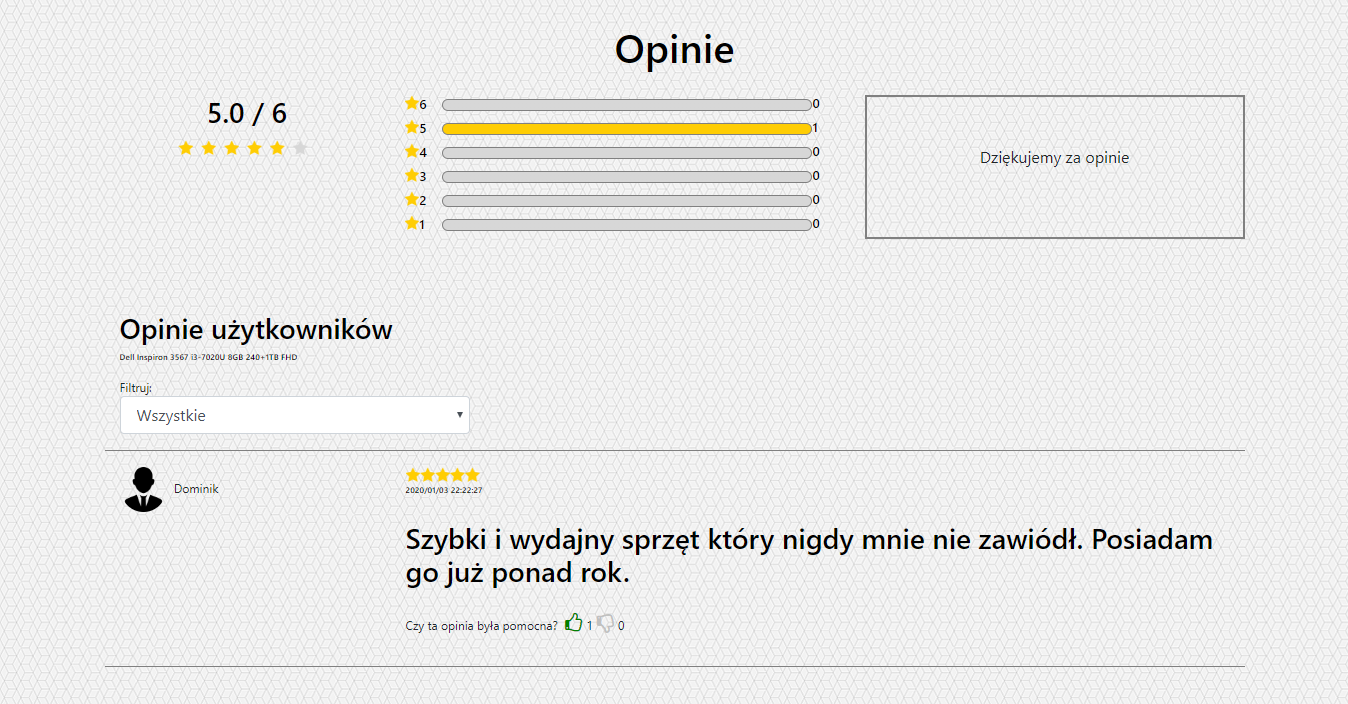 Opinie
5.0 / 6
6 0
5 1
4 0
3 0
2 0
1 0
Dziękujemy za opinie
Opinie użytkowników
Dell Inspiron 3567 i3-7020U 8GB 240+1TB FHD
Filtruj:
Wszystkie
Dominik
2020/01/03 22:22:27
Szybki i wydajny sprzęt który nigdy mnie nie zawiódł. Posiadam
go już ponad rok.
Czy ta opinia była pomocna? 1 0